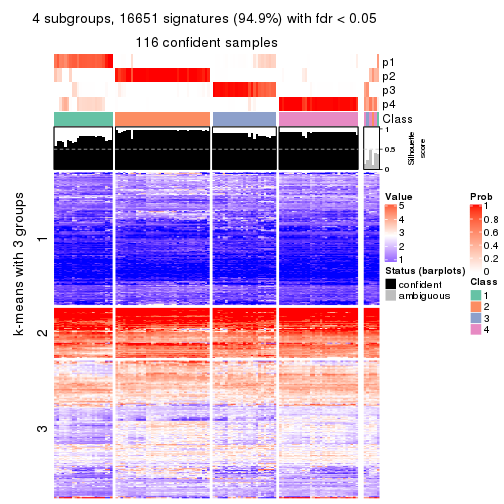 4 subgroups, 16651 signatures (94.9%) with fdr < 0.05
116 confident samples
p1
p2
p3
p4
Class
1
0.5
0
Silhouette
score
k-means with 3 groups
1
2
3
Value
5
4
3
2
1
Status (barplots)
confident
ambiguous
Prob
1
0.8
0.6
0.4
0.2
0
Class
1
2
3
4